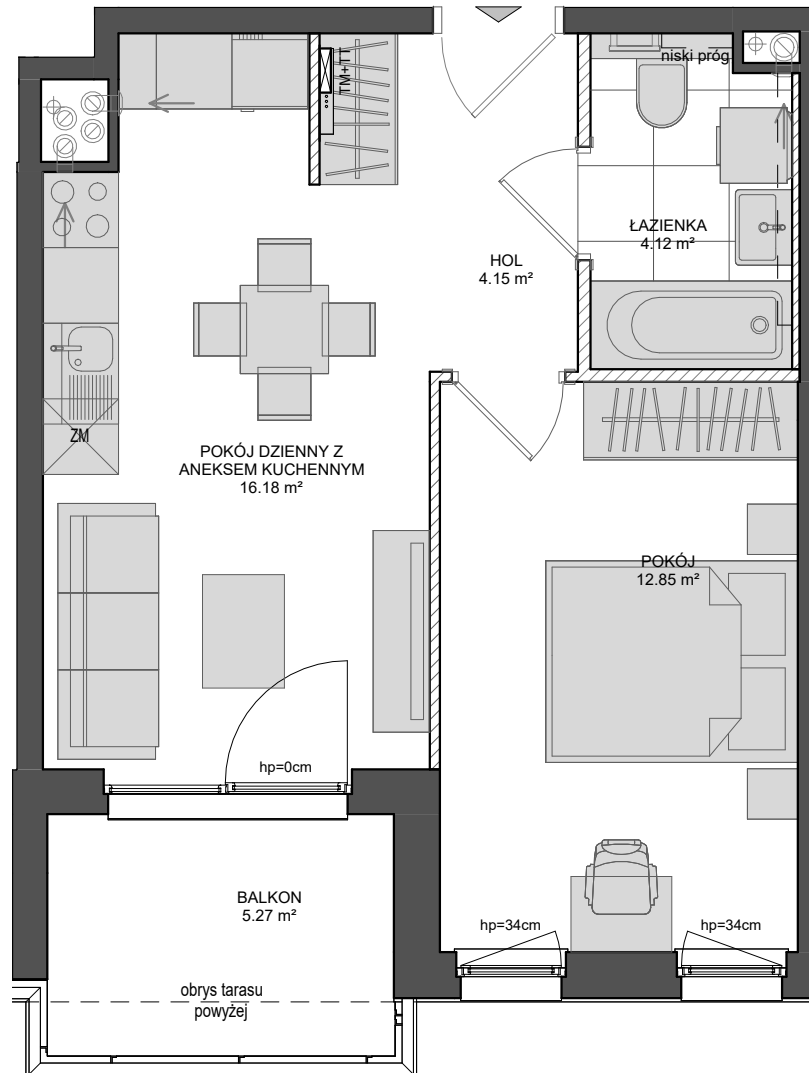 niski próg
TM+TT
ŁAZIENKA
4.12 m²
HOL
4.15 m²
ZM
POKÓJ DZIENNY Z
ANEKSEM KUCHENNYM
16.18 m²
POKÓJ
12.85 m²
hp=0cm
BALKON
5.27 m²
hp=34cm
hp=34cm
obrys tarasu
powyżej